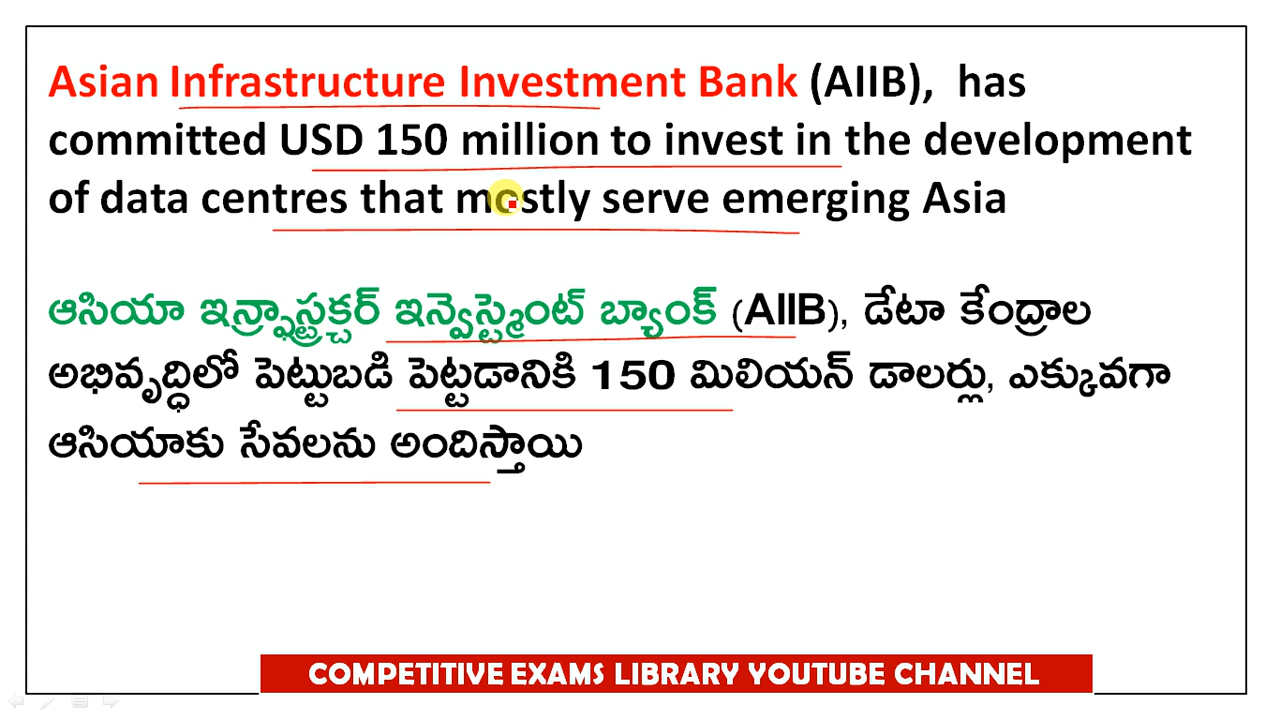 Asian Infrastructure Investment Bank (AIIB), has
committed USD 150 million to invest in the development
of data centres that mostly serve emerging Asia
ఆసియా ఇన్ఫ్రాస్ట్రక్చర్ ఇన్వెస్ట్మెంట్ బ్యాంక్ (AIIB), డేటా కేంద్రాల
అభివృద్ధిలో పెట్టుబడి పెట్టడానికి 150 మిలియన్ డాలర్లు, ఎక్కువగా
ఆసియాకు సేవలను అందిస్తాయి
COMPETITIVE EXAMS LIBRARY YOUTUBE CHANNEL